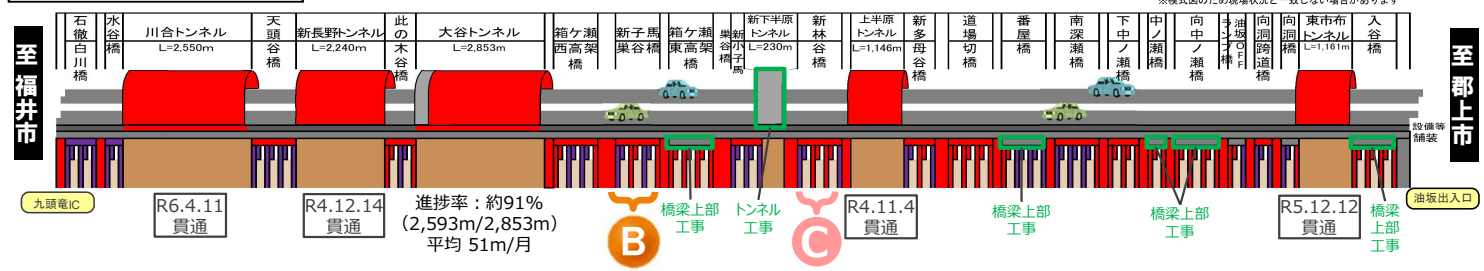 ※模式図のため現場状況と一致しない場合があります
至福井市
石徹白川橋
水谷橋
川合トンネル
L=2,550m
天頭谷橋
新長野トンネル
L=2,240m
此の木谷橋
大谷トンネル
L=2,853m
箱ケ瀬西高架橋
新子馬巣谷橋
箱ケ瀬東高架橋
新小子馬巣谷橋
新下半原トンネル
L=230m
新林谷橋
上半原トンネル
L=1,146m
新多母谷橋
道場切橋
番屋橋
南深瀬橋
下中ノ瀬橋
中ノ瀬橋
向中ノ瀬橋
油坂OFFランプ橋
向洞跨道橋
向洞橋
東市布トンネル
L=1,161m
入谷橋
至郡上市
設備等
舗装
九頭竜IC
R6.4.11
貫通
R4.12.14
貫通
進捗率：約91%
(2,593m/2,853m)
平均 51m/月
B
橋梁上部
工事
トンネル
工事
C
R4.11.4
貫通
橋梁上部
工事
橋梁上部
工事
R5.12.12
貫通
橋梁
上部
工事
油坂出入口